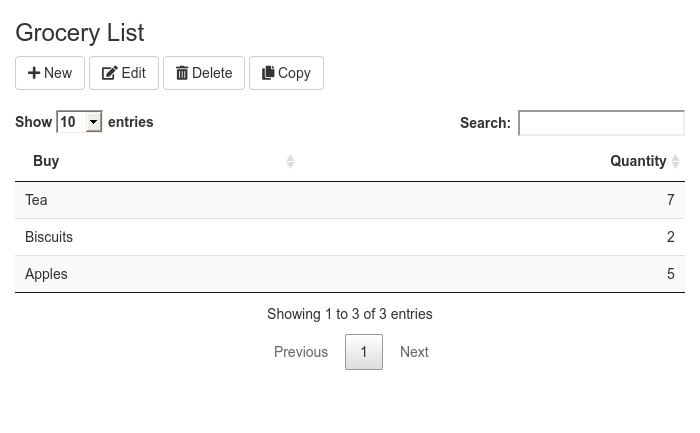 Grocery List
New Edit Delete Copy
Show 10 entries Search:
Buy Quantity
Tea 7
Biscuits 2
Apples 5
Showing 1 to 3 of 3 entries
Previous 1 Next